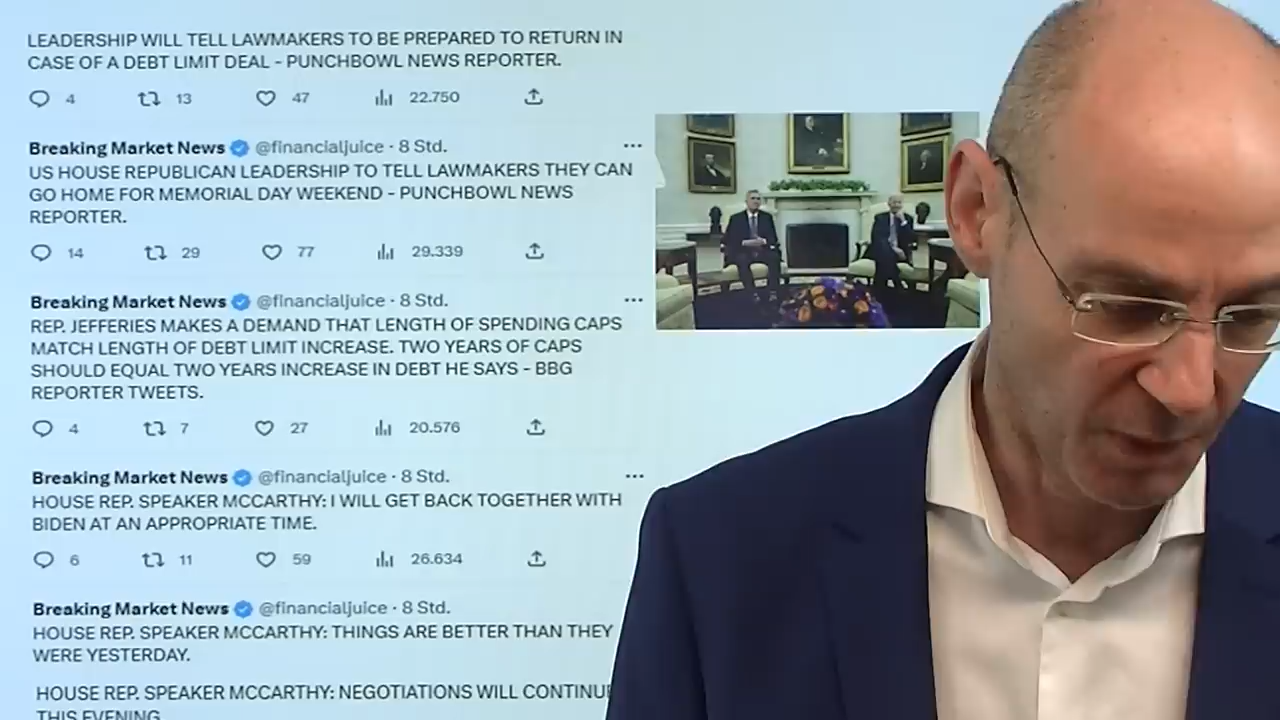 LEADERSHIP WILL TELL LAWMAKERS TO BE PREPARED TO RETURN IN
CASE OF A DEBT LIMIT DEAL - PUNCHBOWL NEWS REPORTER.
4 13 47 22.750
Breaking Market News @financialjuice · 8 Std.
US HOUSE REPUBLICAN LEADERSHIP TO TELL LAWMAKERS THEY CAN
GO HOME FOR MEMORIAL DAY WEEKEND - PUNCHBOWL NEWS
REPORTER.
14 29 77 29.339
Breaking Market News @financialjuice · 8 Std.
REP. JEFFERIES MAKES A DEMAND THAT LENGTH OF SPENDING CAPS
MATCH LENGTH OF DEBT LIMIT INCREASE. TWO YEARS OF CAPS
SHOULD EQUAL TWO YEARS INCREASE IN DEBT HE SAYS - BBG
REPORTER TWEETS.
4 7 27 20.576
Breaking Market News @financialjuice · 8 Std.
HOUSE REP. SPEAKER MCCARTHY: I WILL GET BACK TOGETHER WITH
BIDEN AT AN APPROPRIATE TIME.
6 11 59 26.634
Breaking Market News @financialjuice · 8 Std.
HOUSE REP. SPEAKER MCCARTHY: THINGS ARE BETTER THAN THEY
WERE YESTERDAY.
HOUSE REP. SPEAKER MCCARTHY: NEGOTIATIONS WILL CONTINUE
THIS EVENING